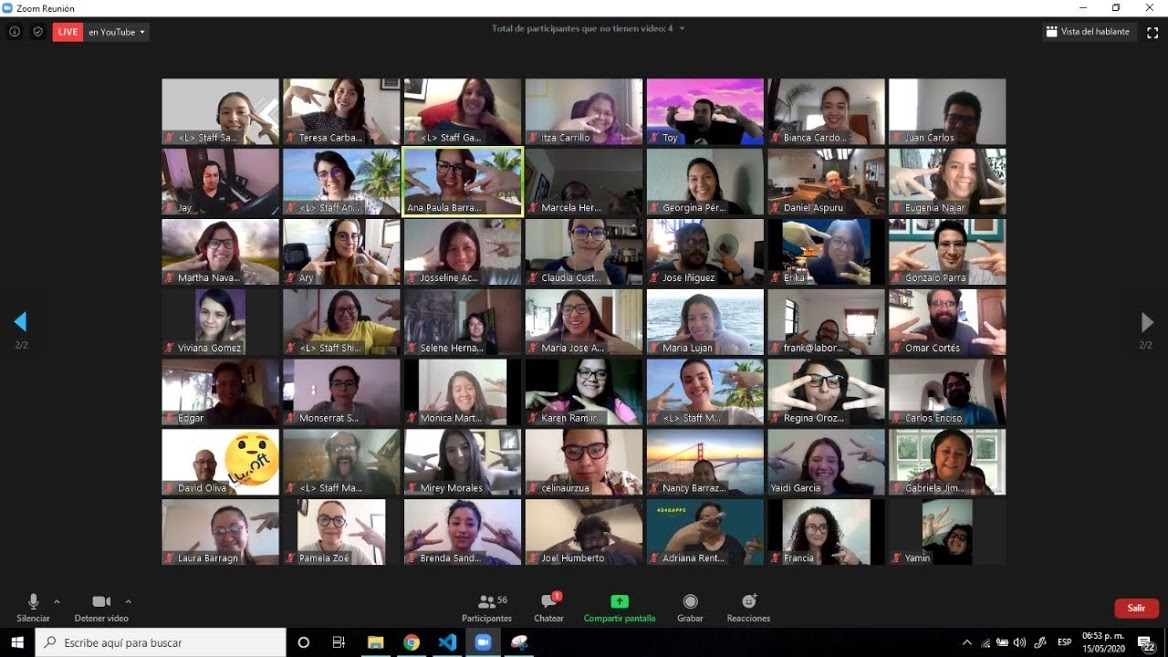 Zoom Reunión
LIVE en YouTube
Total de participantes que no tienen video: 4
Vista del hablante
<L> Staff Sa...
Teresa Carba...
<L> Staff Ga...
Itza Carrillo
Toy
Bianca Cardo...
Juan Carlos
Jay
<L> Staff An...
Ana Paula Barra...
Marcela Her...
Georgina Pér...
Daniel Aspuru
Eugenia Najar
Martha Nava...
Ary
Josseline Ac...
Claudia Cust...
Jose Iñiguez
Erika
Gonzalo Parra
Viviana Gomez
<L> Staff Shi...
Selene Herna...
María Jose A...
Maria Lujan
frank@labor...
Omar Cortés
Edgar
Monserrat S...
Monica Mart...
Karen Ramír...
<L> Staff M...
Regina Oroz...
Carlos Enciso
David Oliva
<L> Staff Ma...
Mirey Morales
celinaurzua
Nancy Barraz...
Yaidi Garcia
Gabriela Jim...
4646APPS
Laura Barragn
Pamela Zoé
Brenda Sand...
Joel Humberto
Adriana Rent...
Francia
Yamin
2/2
2/2
Silenciar
Detener video
56
Participantes
1
Chatear
Compartir pantalla
Grabar
Reacciones
Salir
Escribe aquí para buscar
ESP
06:53 p. m.
15/05/2020
22